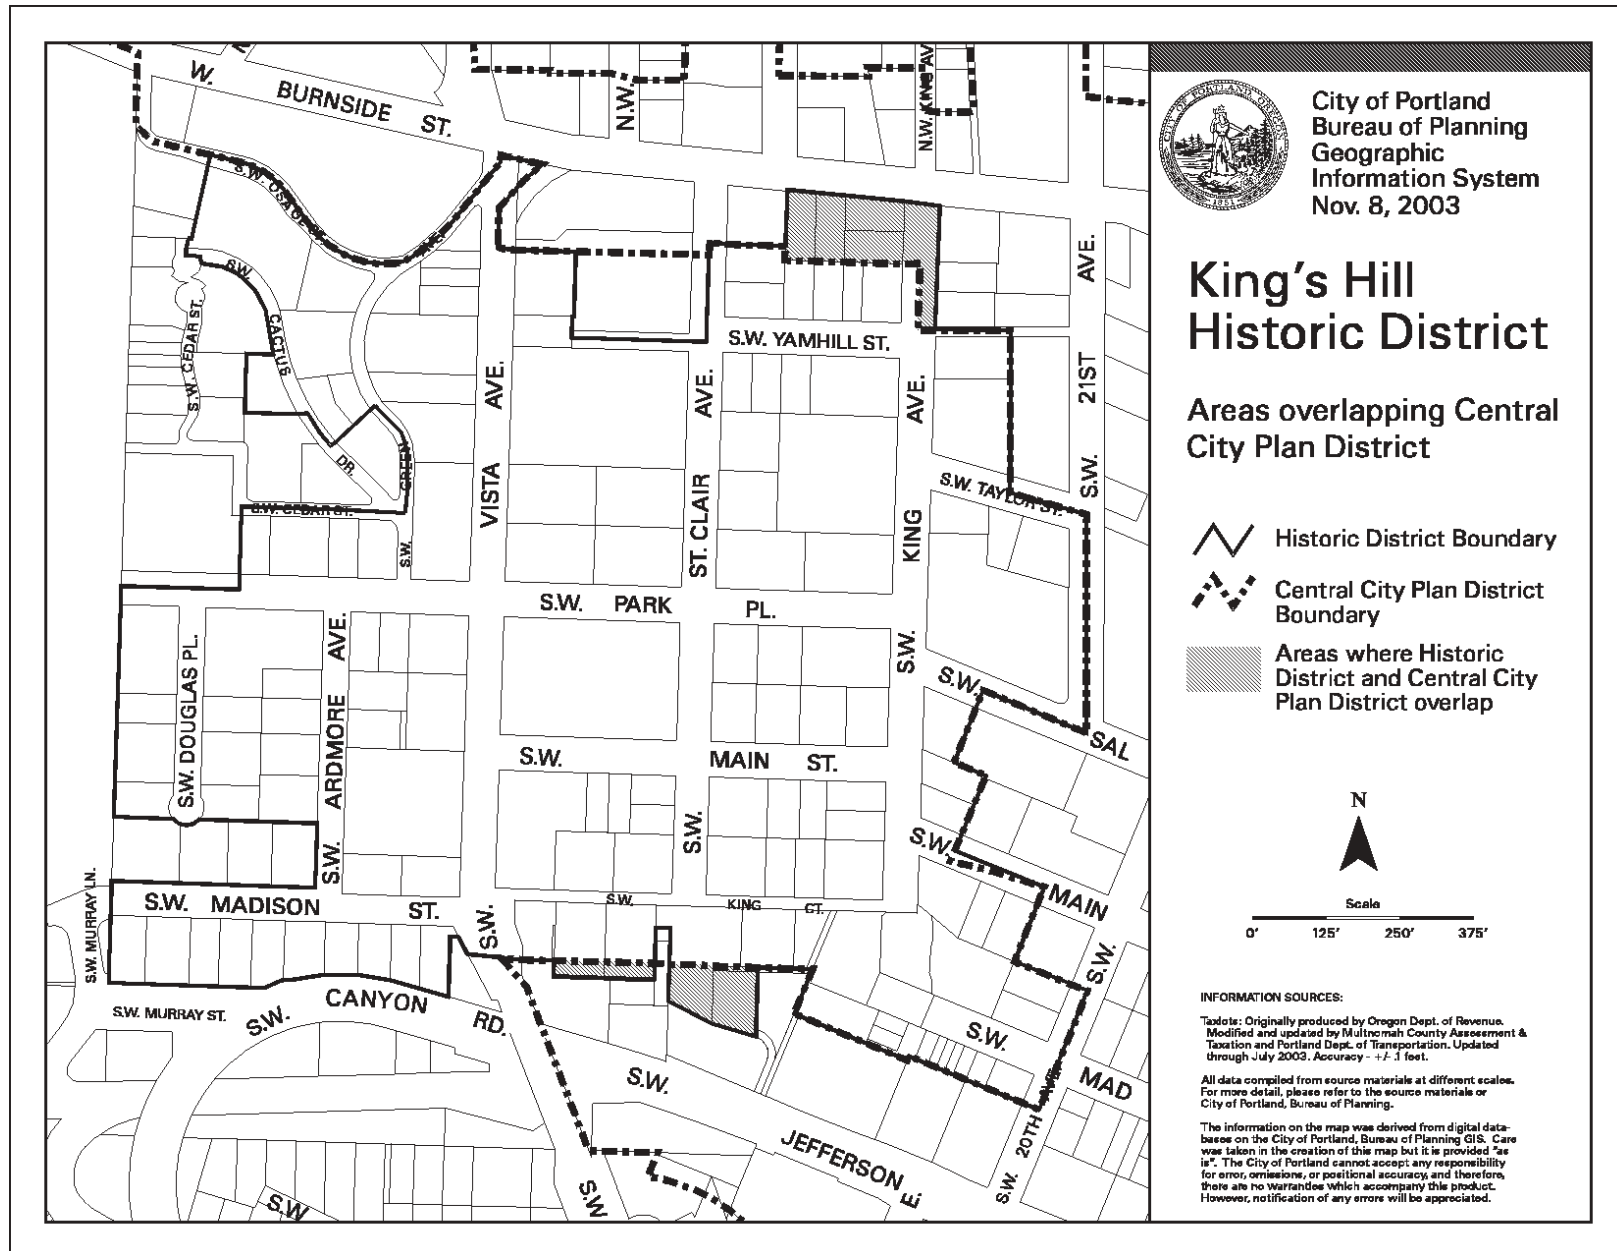 City of Portland
Bureau of Planning
Geographic
Information System
Nov. 8, 2003
King's Hill
Historic District
Areas overlapping Central
City Plan District
Historic District Boundary
Central City Plan District
Boundary
Areas where Historic
District and Central City
Plan District overlap
N
Scale
0' 125' 250' 375'
INFORMATION SOURCES:
Taxlots: Originally produced by Oregon Dept. of Revenue.
Modified and updated by Multnomah County Assessment &
Taxation and Portland Dept. of Transportation. Updated
through July 2003. Accuracy - +/- .1 feet.
All data compiled from source materials at different scales.
For more detail, please refer to the source materials or
City of Portland, Bureau of Planning.
The information on the map was derived from digital data-
bases on the City of Portland, Bureau of Planning GIS. Care
was taken in the creation of this map but it is provided "as
is". The City of Portland cannot accept any responsibility
for error, omissions, or positional accuracy, and therefore,
there are no warranties which accompany this product.
However, notification of any errors will be appreciated.
W. BURNSIDE ST.
N.W.
N.W. KING AV
S.W. OSAGE
S.W. CACTUS DR.
S.W. CEDAR ST.
S.W. YAMHILL ST.
S.W. 21ST AVE.
S.W. VISTA AVE.
S.W. ST. CLAIR AVE.
S.W. KING AVE.
S.W. GREEN
S.W. TAYLOR ST.
S.W. CEDAR ST.
S.W. PARK PL.
S.W. DOUGLAS PL.
S.W. ARDMORE AVE.
S.W. SAL
S.W. MAIN ST.
S.W. MAIN
S.W. MURRAY LN.
S.W. MADISON ST.
S.W. KING CT.
S.W. CANYON RD.
S.W. MURRAY ST.
S.W. MAD
S.W. 20TH AVE.
S.W. JEFFERSON
S.W.
S.W
S.W